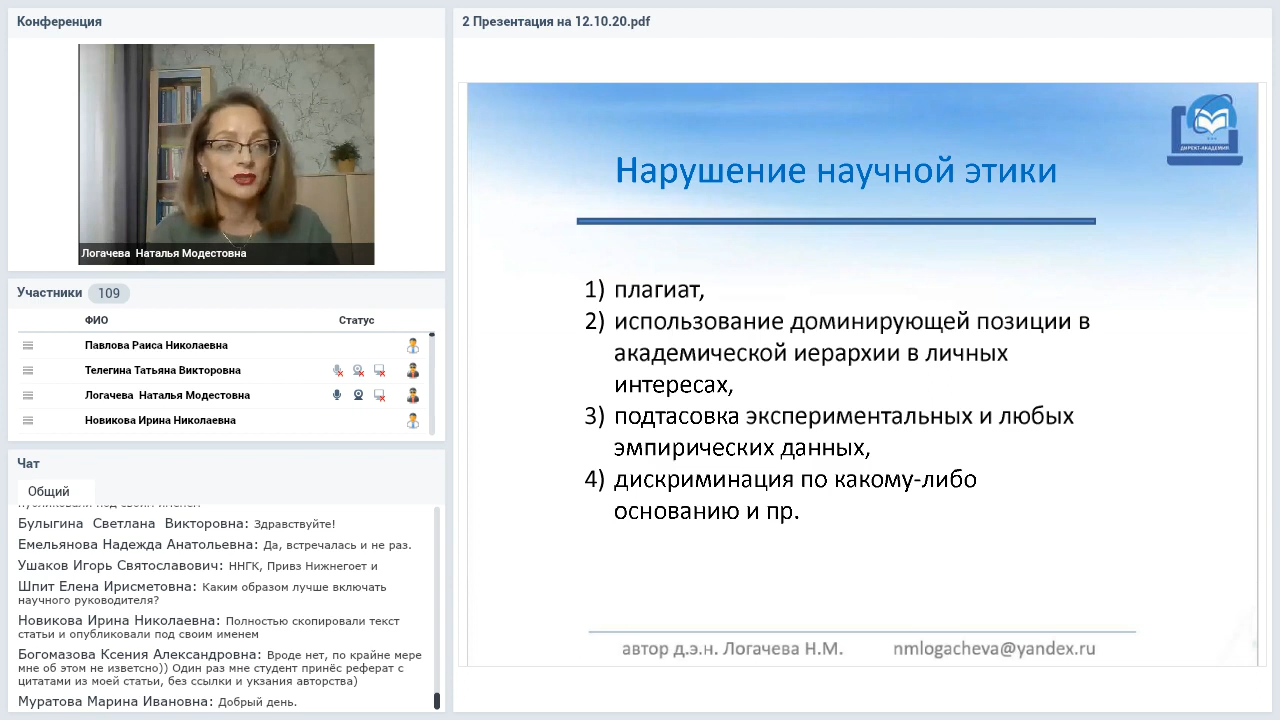 Конференция
Логачева Наталья Модестовна
Участники 109
ФИО Статус
Павлова Раиса Николаевна
Телегина Татьяна Викторовна
Логачева Наталья Модестовна
Новикова Ирина Николаевна
Чат
Общий
Булыгина Светлана Викторовна: Здравствуйте!
Емельянова Надежда Анатольевна: Да, встречалась и не раз.
Ушаков Игорь Святославович: ННГК, Привз Нижнегоет и
Шпит Елена Ирисметовна: Каким образом лучше включать
научного руководителя?
Новикова Ирина Николаевна: Полностью скопировали текст
статьи и опубликовали под своим именем
Богомазова Ксения Александровна: Вроде нет, по крайне мере
мне об этом не изветсно)) Один раз мне студент принёс реферат с
цитатами из моей статьи, без ссылки и укзания авторства)
Муратова Марина Ивановна: Добрый день.
2 Презентация на 12.10.20.pdf
ДИРЕКТ-АКАДЕМИЯ
Нарушение научной этики
1) плагиат,
2) использование доминирующей позиции в
академической иерархии в личных
интересах,
3) подтасовка экспериментальных и любых
эмпирических данных,
4) дискриминация по какому-либо
основанию и пр.
автор д.э.н. Логачева Н.М. nmlogacheva@yandex.ru